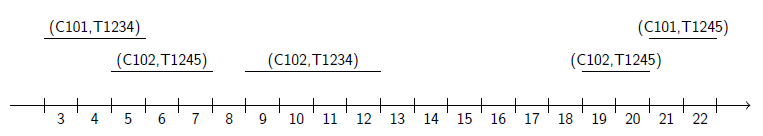 (C101,T1234) (C101,T1245)
(C102,T1245) (C102,T1234) (C102,T1245)
3 4 5 6 7 8 9 10 11 12 13 14 15 16 17 18 19 20 21 22